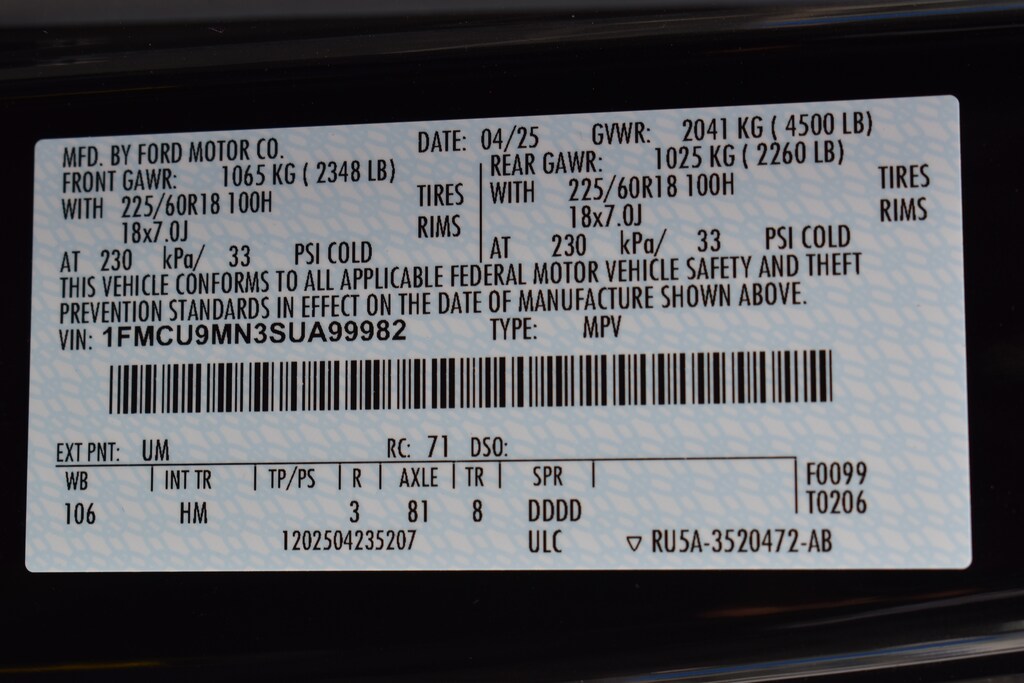 MFD. BY FORD MOTOR CO. DATE: 04/25 GVWR: 2041 KG ( 4500 LB)
FRONT GAWR: 1065 KG ( 2348 LB) REAR GAWR: 1025 KG ( 2260 LB)
WITH 225/60R18 100H TIRES WITH 225/60R18 100H TIRES
18x7.0J RIMS 18x7.0J RIMS
AT 230 kPa/ 33 PSI COLD AT 230 kPa/ 33 PSI COLD
THIS VEHICLE CONFORMS TO ALL APPLICABLE FEDERAL MOTOR VEHICLE SAFETY AND THEFT
PREVENTION STANDARDS IN EFFECT ON THE DATE OF MANUFACTURE SHOWN ABOVE.
VIN: 1FMCU9MN3SUA99982 TYPE: MPV
EXT PNT: UM RC: 71 DSO:
WB INT TR TP/PS R AXLE TR SPR F0099
106 HM 3 81 8 DDDD T0206
1202504235207 ULC ▽ RU5A-3520472-AB